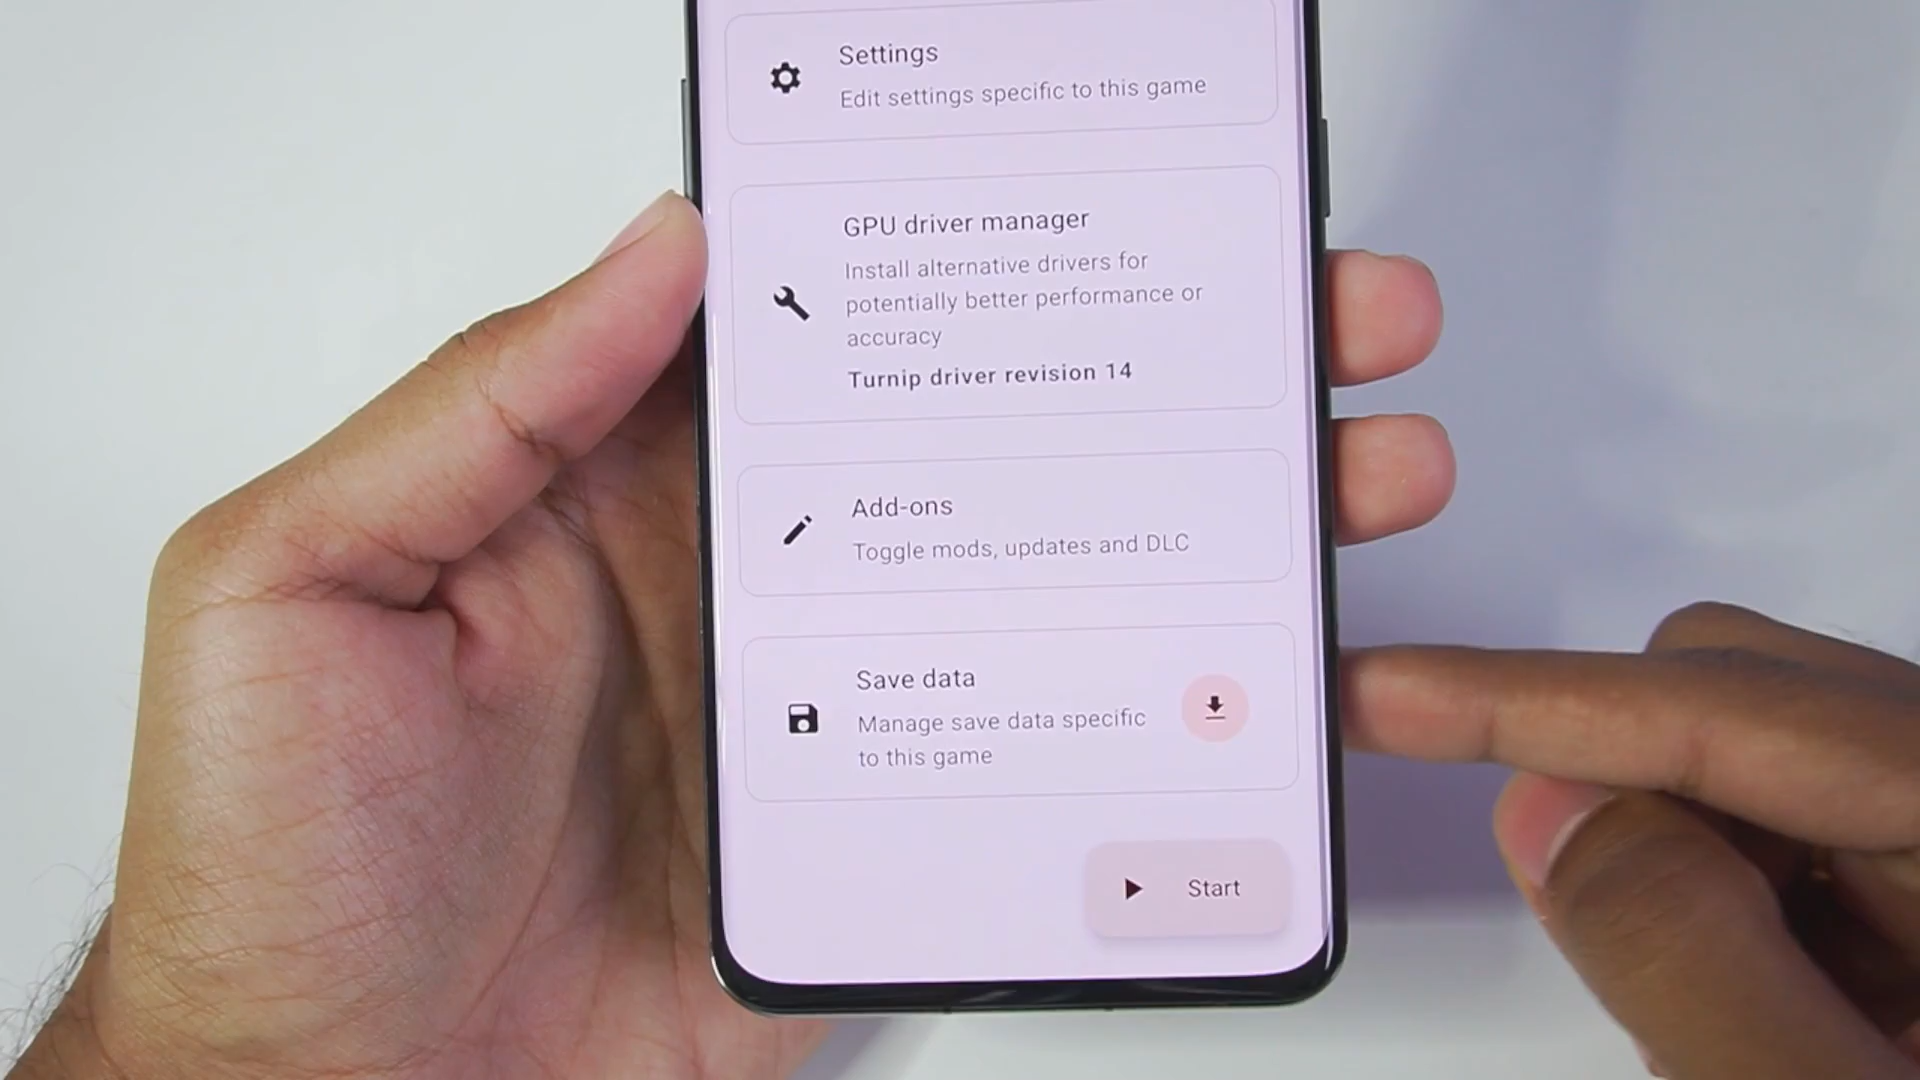 Settings
Edit settings specific to this game
GPU driver manager
Install alternative drivers for
potentially better performance or
accuracy
Turnip driver revision 14
Add-ons
Toggle mods, updates and DLC
Save data
Manage save data specific
to this game
Start